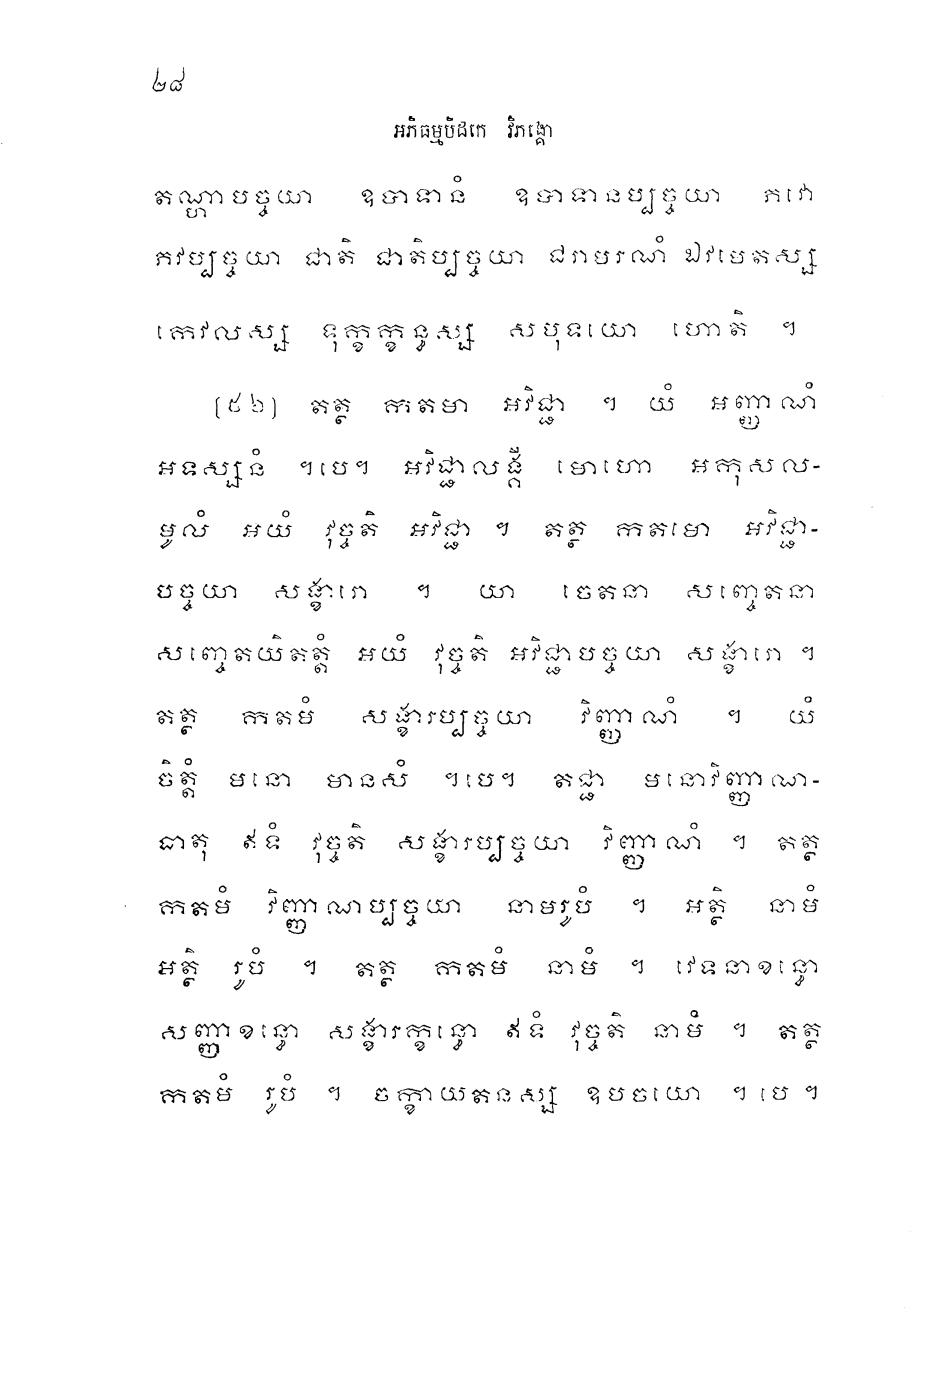 ២៨
អភិធម្មបិដកេ វិភង្គោ
តណ្ហាបច្ចយា ឧបាទានំ ឧបាទានប្បច្ចយា ភវោ
ភវប្បច្ចយា ជាតិ ជាតិប្បច្ចយា ជរាមរណំ ឯវមេតស្ស
កេវលស្ស ទុក្ខក្ខន្ធស្ស សមុទយោ ហោតិ ។
(៥៦) តត្ថ កតមា អវិជ្ជា ។ យំ អញ្ញាណំ
អទស្សនំ ។បេ។ អវិជ្ជាលង្គី មោហោ អកុសល-
មូលំ អយំ វុច្ចតិ អវិជ្ជា ។ តត្ថ កតមោ អវិជ្ជា-
បច្ចយា សង្ខារោ ។ យា ចេតនា សញ្ចេតនា
សញ្ចេតយិតត្តំ អយំ វុច្ចតិ អវិជ្ជាបច្ចយា សង្ខារោ ។
តត្ថ កតមំ សង្ខារប្បច្ចយា វិញ្ញាណំ ។ យំ
ចិត្តំ មនោ មានសំ ។បេ។ តជ្ជា មនោវិញ្ញាណ-
ធាតុ ឥទំ វុច្ចតិ សង្ខារប្បច្ចយា វិញ្ញាណំ ។ តត្ថ
កតមំ វិញ្ញាណប្បច្ចយា នាមរូបំ ។ អត្ថិ នាមំ
អត្ថិ រូបំ ។ តត្ថ កតមំ នាមំ ។ វេទនាខន្ធោ
សញ្ញាខន្ធោ សង្ខារក្ខន្ធោ ឥទំ វុច្ចតិ នាមំ ។ តត្ថ
កតមំ រូបំ ។ ចក្ខាយតនស្ស ឧបចយោ ។បេ។